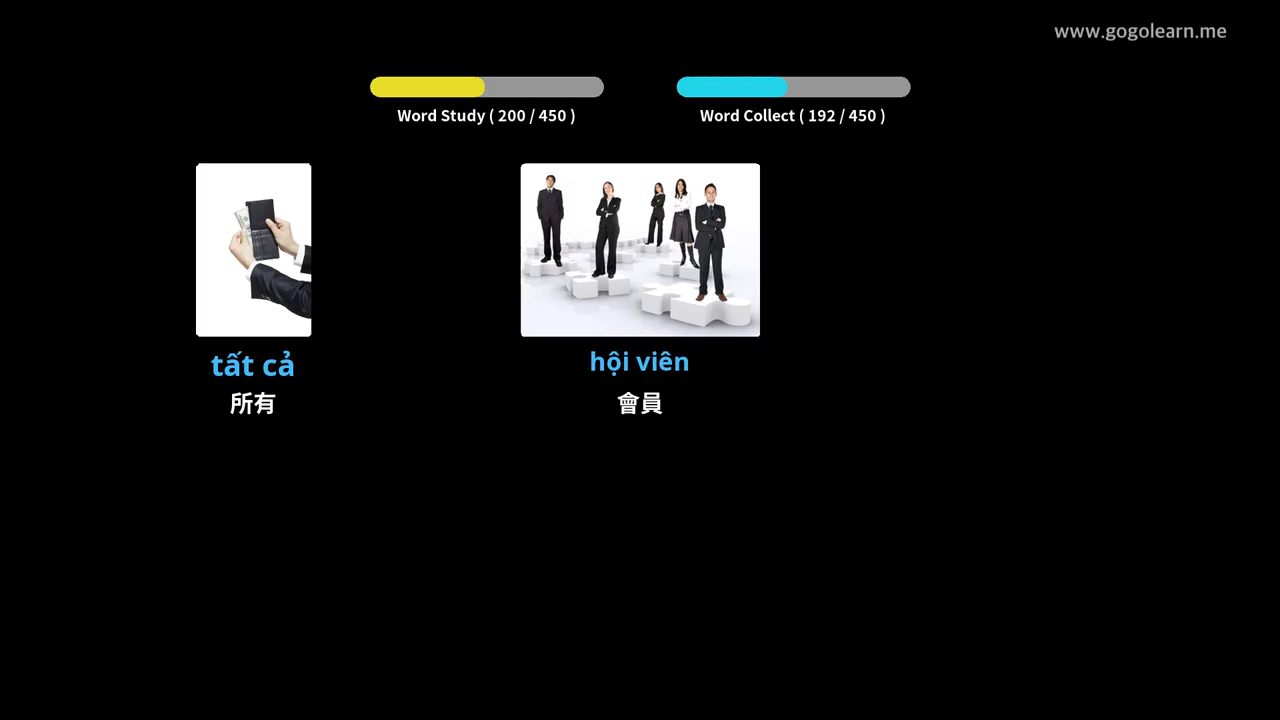 www.gogolearn.me
Word Study ( 200 / 450 )
Word Collect ( 192 / 450 )
tất cả
所有
hội viên
會員